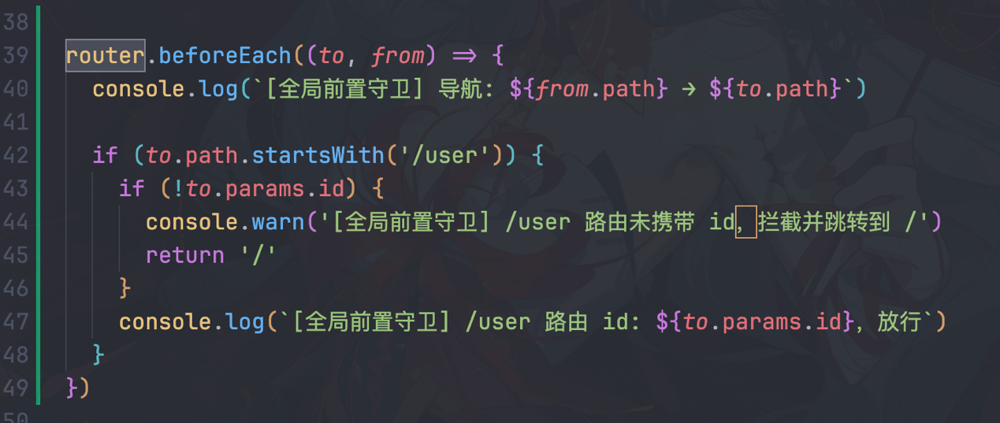 38
39 router.beforeEach((to, from) => {
40 console.log(`[全局前置守卫] 导航: ${from.path} → ${to.path}`)
41
42 if (to.path.startsWith('/user')) {
43 if (!to.params.id) {
44 console.warn('[全局前置守卫] /user 路由未携带 id，拦截并跳转到 /')
45 return '/'
46 }
47 console.log(`[全局前置守卫] /user 路由 id: ${to.params.id}, 放行`)
48 }
49 })
50